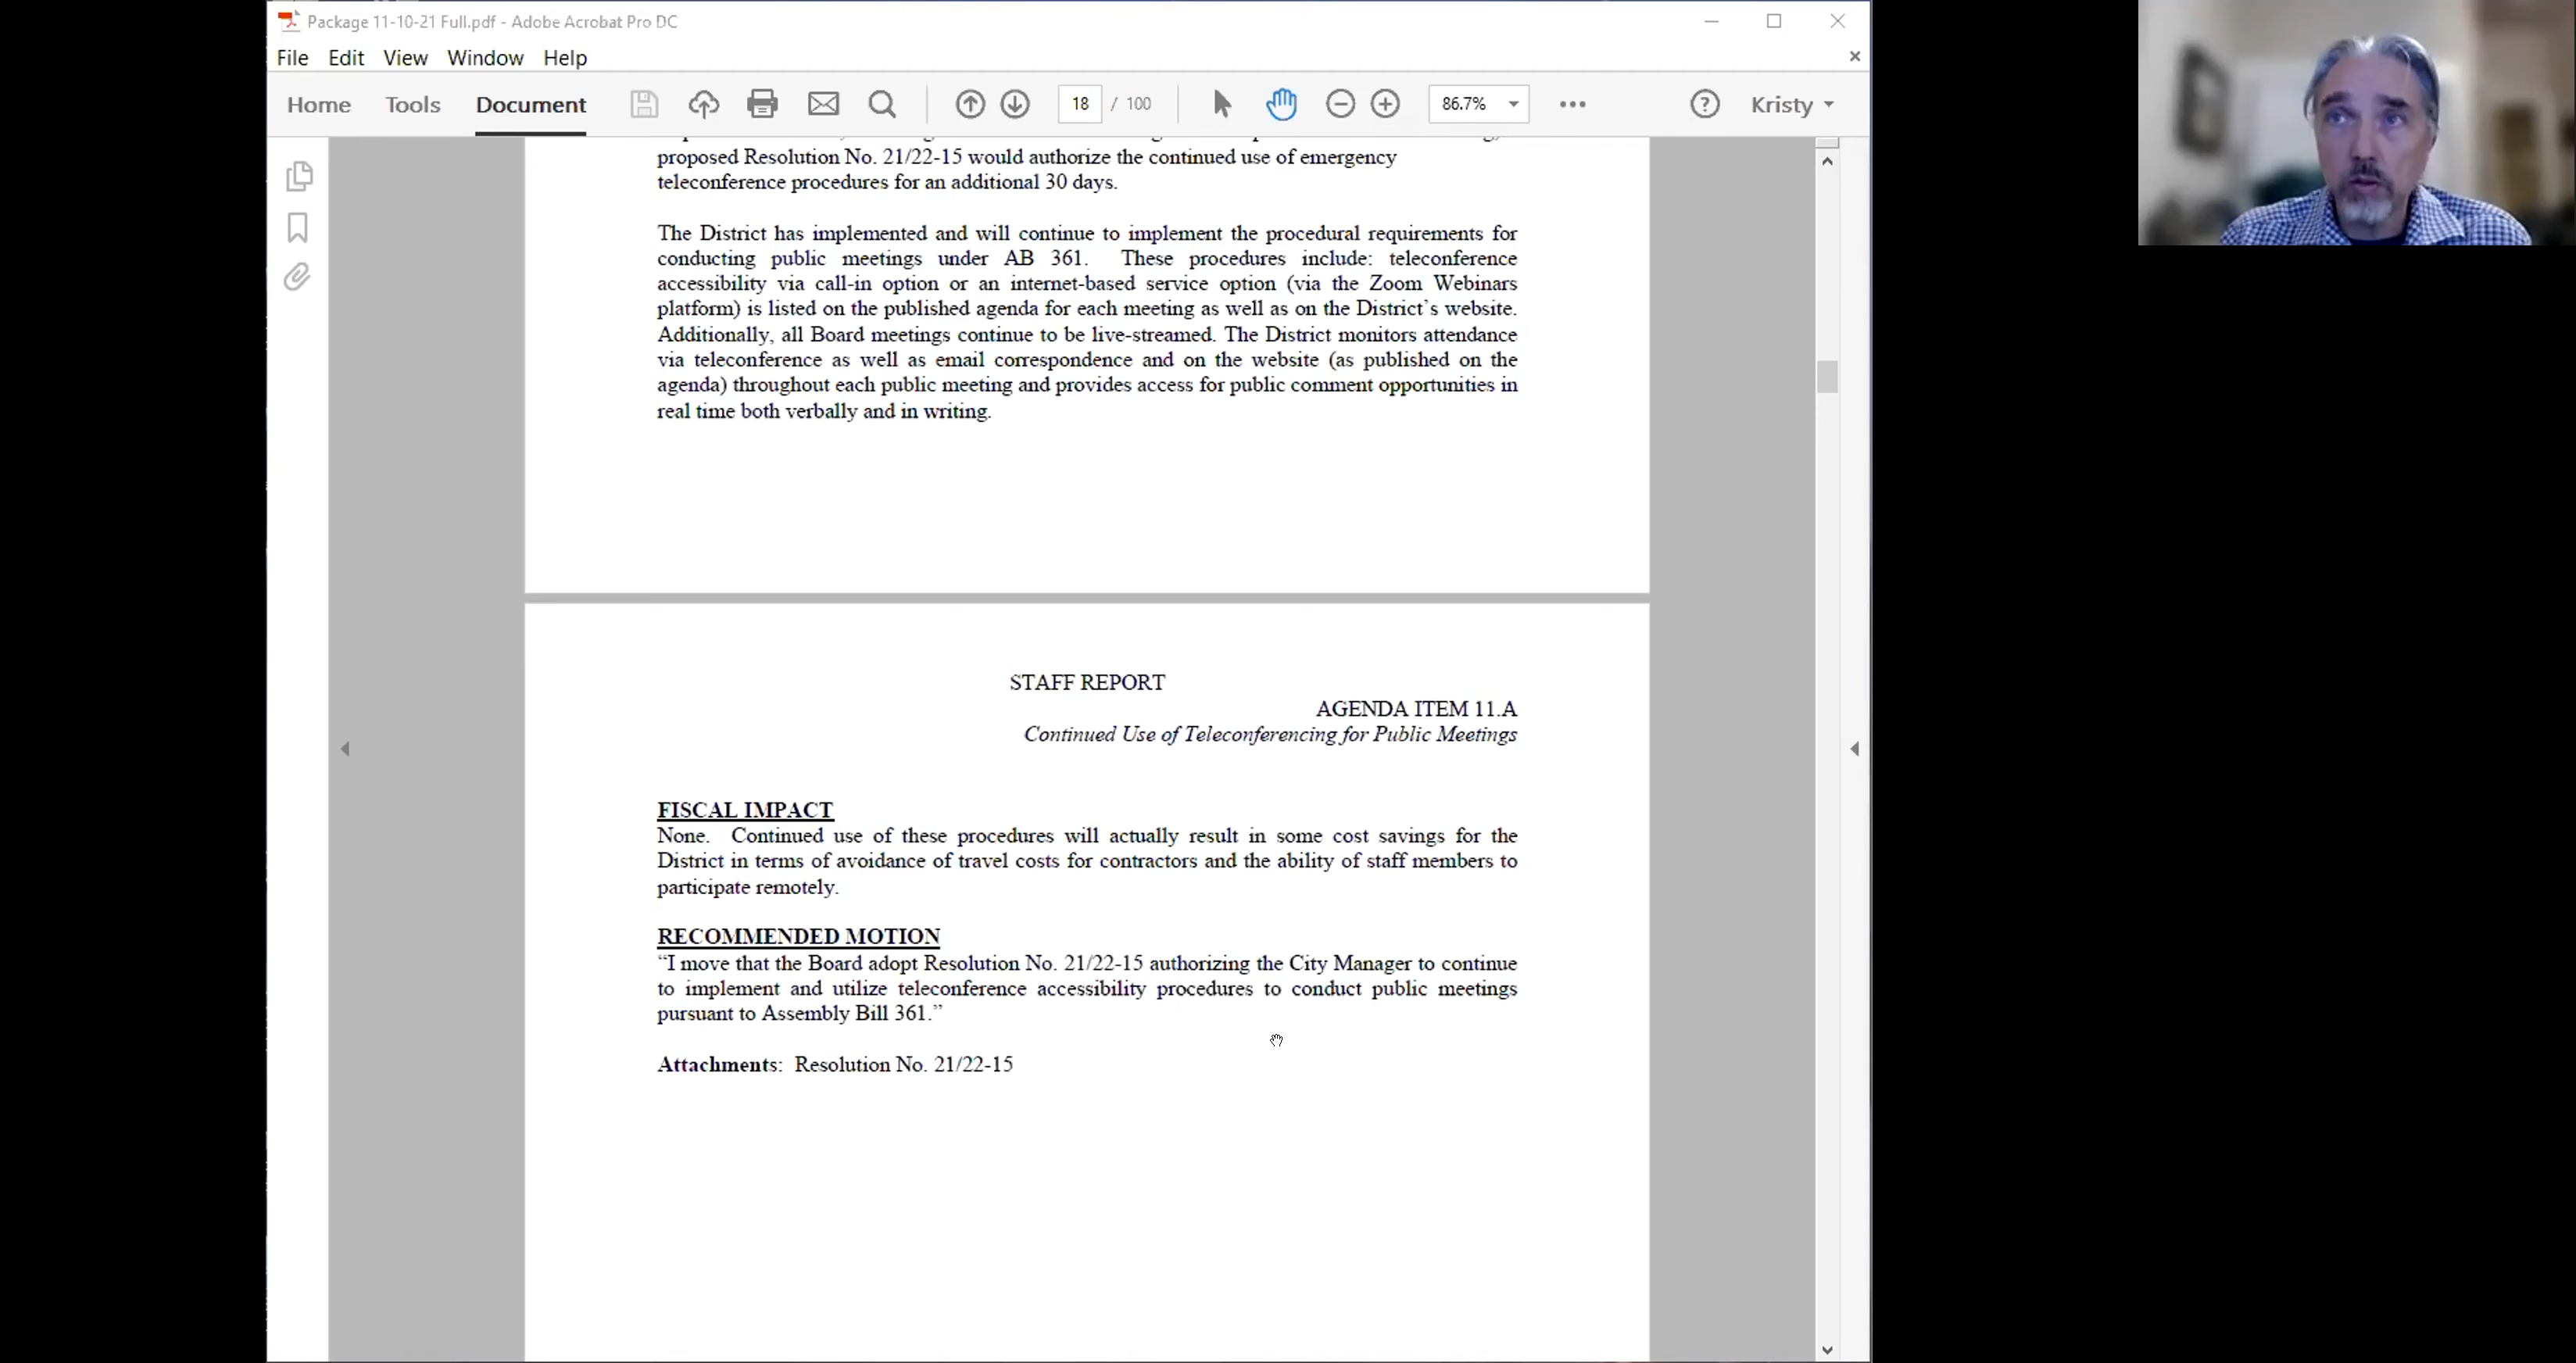 Package 11-10-21 Full.pdf - Adobe Acrobat Pro DC
File Edit View Window Help
Home Tools Document 18 / 100 86.7% Kristy
proposed Resolution No. 21/22-15 would authorize the continued use of emergency
teleconference procedures for an additional 30 days.
The District has implemented and will continue to implement the procedural requirements for
conducting public meetings under AB 361. These procedures include: teleconference
accessibility via call-in option or an internet-based service option (via the Zoom Webinars
platform) is listed on the published agenda for each meeting as well as on the District's website.
Additionally, all Board meetings continue to be live-streamed. The District monitors attendance
via teleconference as well as email correspondence and on the website (as published on the
agenda) throughout each public meeting and provides access for public comment opportunities in
real time both verbally and in writing.
STAFF REPORT
AGENDA ITEM 11.A
Continued Use of Teleconferencing for Public Meetings
FISCAL IMPACT
None. Continued use of these procedures will actually result in some cost savings for the
District in terms of avoidance of travel costs for contractors and the ability of staff members to
participate remotely.
RECOMMENDED MOTION
“I move that the Board adopt Resolution No. 21/22-15 authorizing the City Manager to continue
to implement and utilize teleconference accessibility procedures to conduct public meetings
pursuant to Assembly Bill 361.”
Attachments: Resolution No. 21/22-15